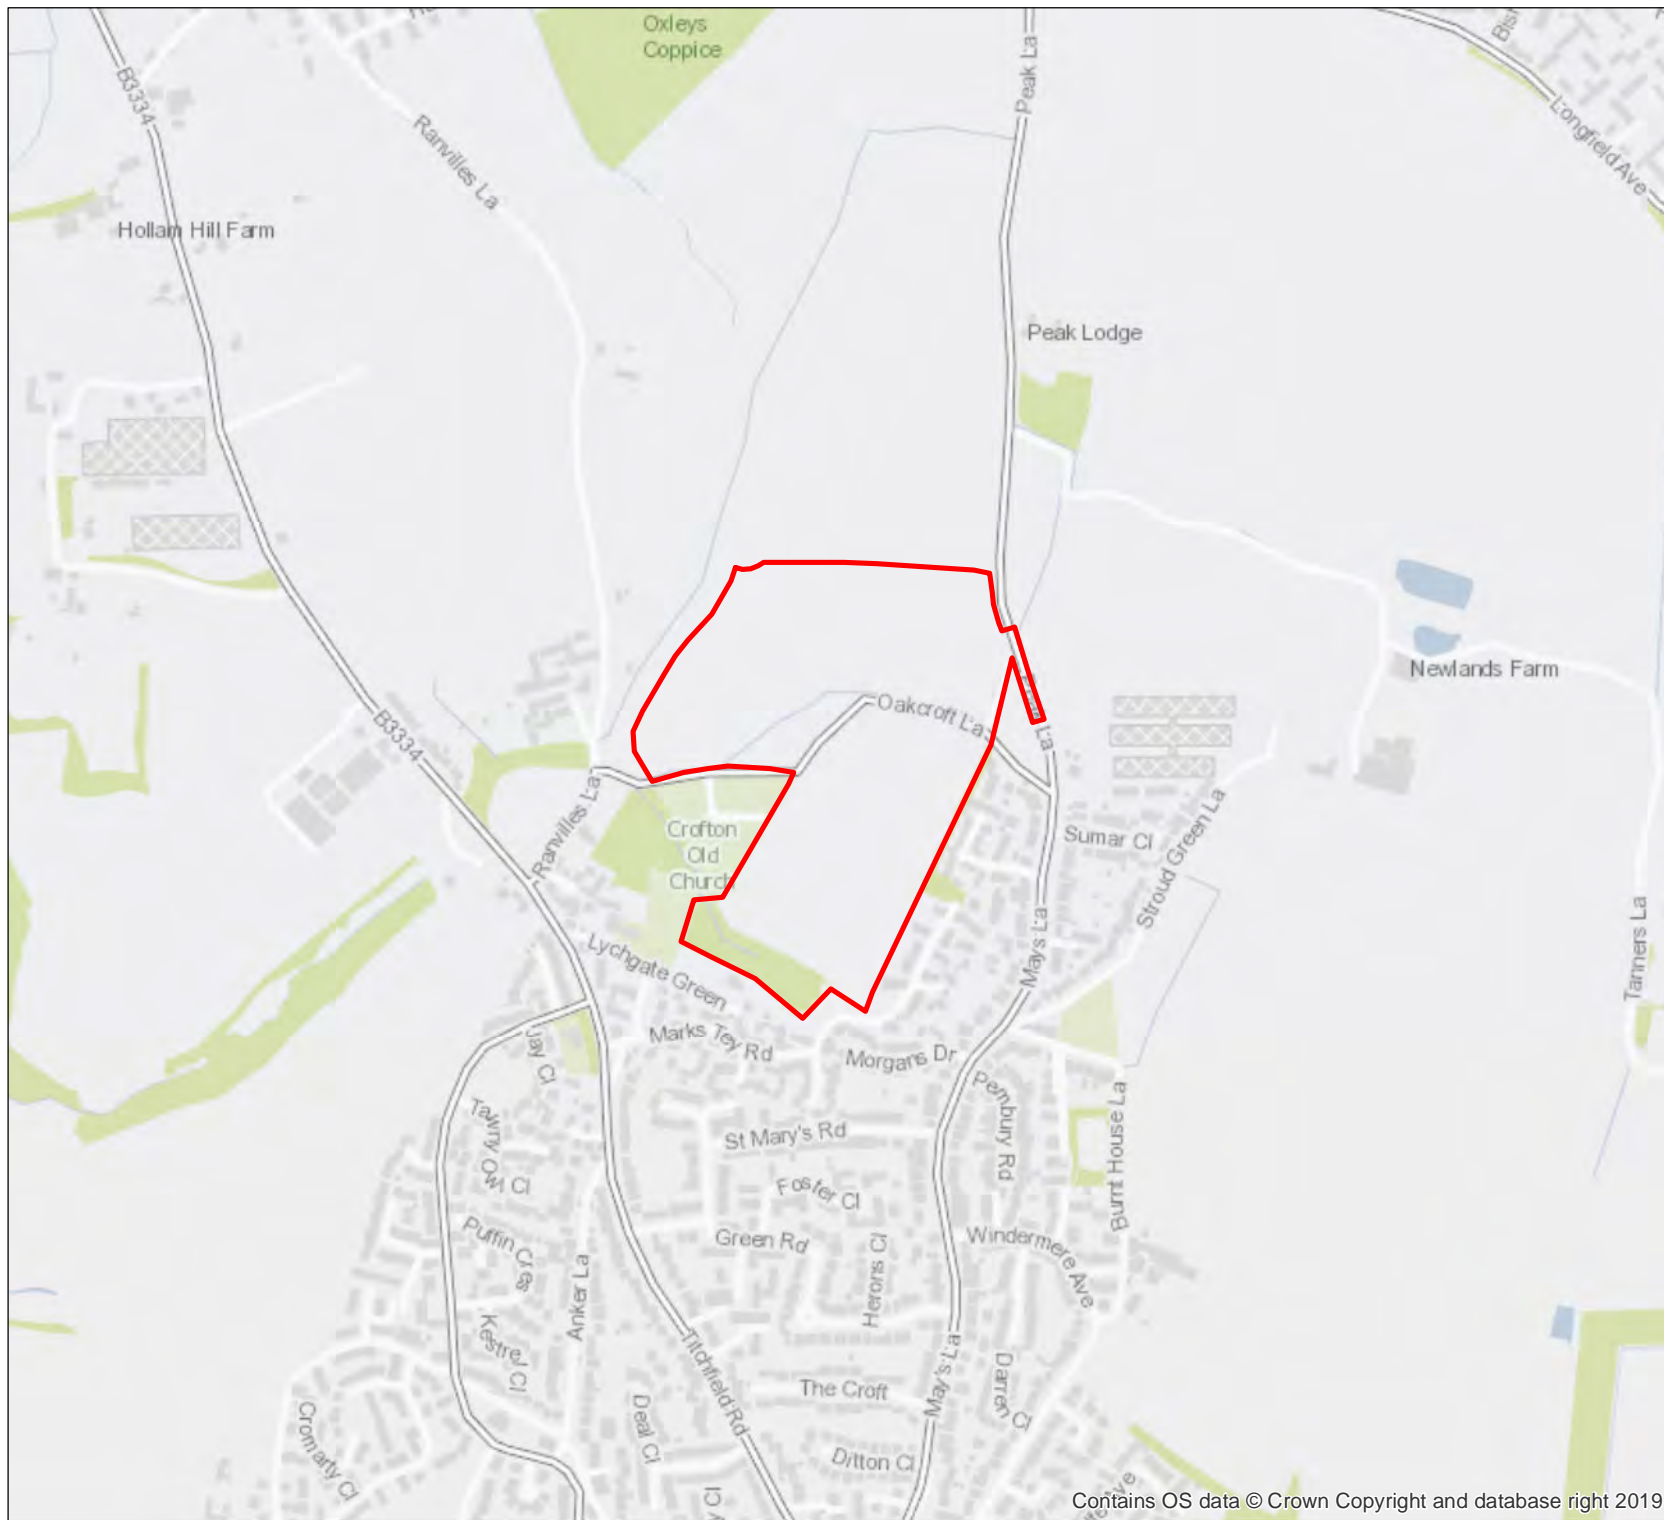 Oxleys
Coppice
Peak La
B3334
Longfield Ave
Ranvilles La
Hollam Hill Farm
Peak Lodge
Newlands Farm
Oakcroft La
Peak La
B3334
Ranvilles La
Crofton
Old
Church
Sumar Cl
Stroud Green La
Lychgate Green
Mays La
Tanners La
Marks Tey Rd
Morgans Dr
Jay Cl
Pembury Rd
Tawny Owl Cl
St Mary's Rd
Burnt House La
Foster Cl
Puffin Cres
Green Rd
Windermere Ave
Herons Cl
Anker La
Kestrel Cl
Titchfield Rd
May's La
Darren Cl
The Croft
Cromarty Cl
Deal Cl
Ditton Cl
Contains OS data © Crown Copyright and database right 2019